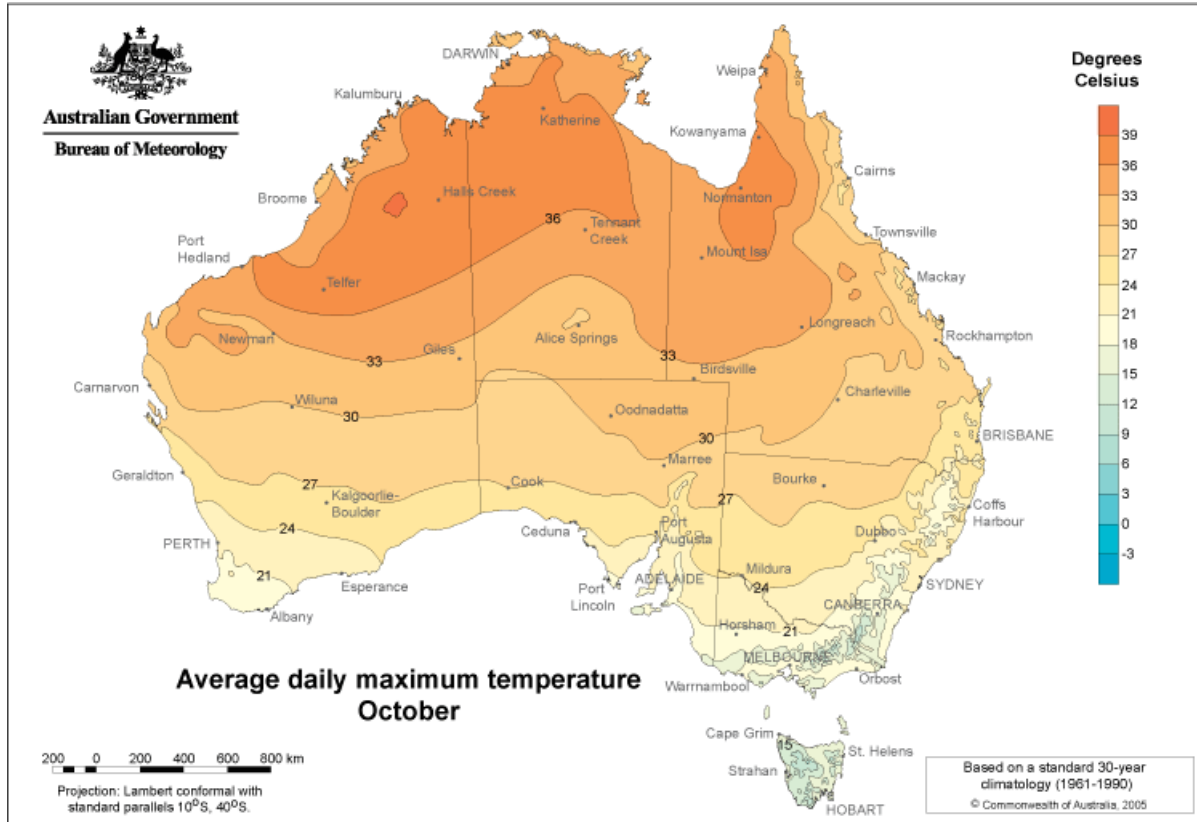 Australian Government
Bureau of Meteorology
Degrees
Celsius
39
36
33
30
27
24
21
18
15
12
9
6
3
0
-3
DARWIN
Kalumburu
Katherine
Weipa
Kowanyama
Cairns
Broome
Halls Creek
Normanton
36
Tennant
Creek
Townsville
Port
Hedland
Mount Isa
Mackay
Telfer
Newman
Giles
33
Alice Springs
33
Longreach
Rockhampton
Birdsville
Carnarvon
Wiluna
30
Oodnadatta
Charleville
30
BRISBANE
Marree
Geraldton
27
Kalgoorlie-
Boulder
Cook
27
Bourke
Coffs
Harbour
24
PERTH
Ceduna
Port
Augusta
Dubbo
21
Esperance
Albany
Port
Lincoln
ADELAIDE
Mildura
24
SYDNEY
CANBERRA
Horsham
21
MELBOURNE
Warrnambool
Orbost
Average daily maximum temperature
October
Cape Grim
15
St. Helens
Strahan
HOBART
200 0 200 400 600 800 km
Projection: Lambert conformal with
standard parallels 10°S, 40°S.
Based on a standard 30-year
climatology (1961-1990)
© Commonwealth of Australia, 2005